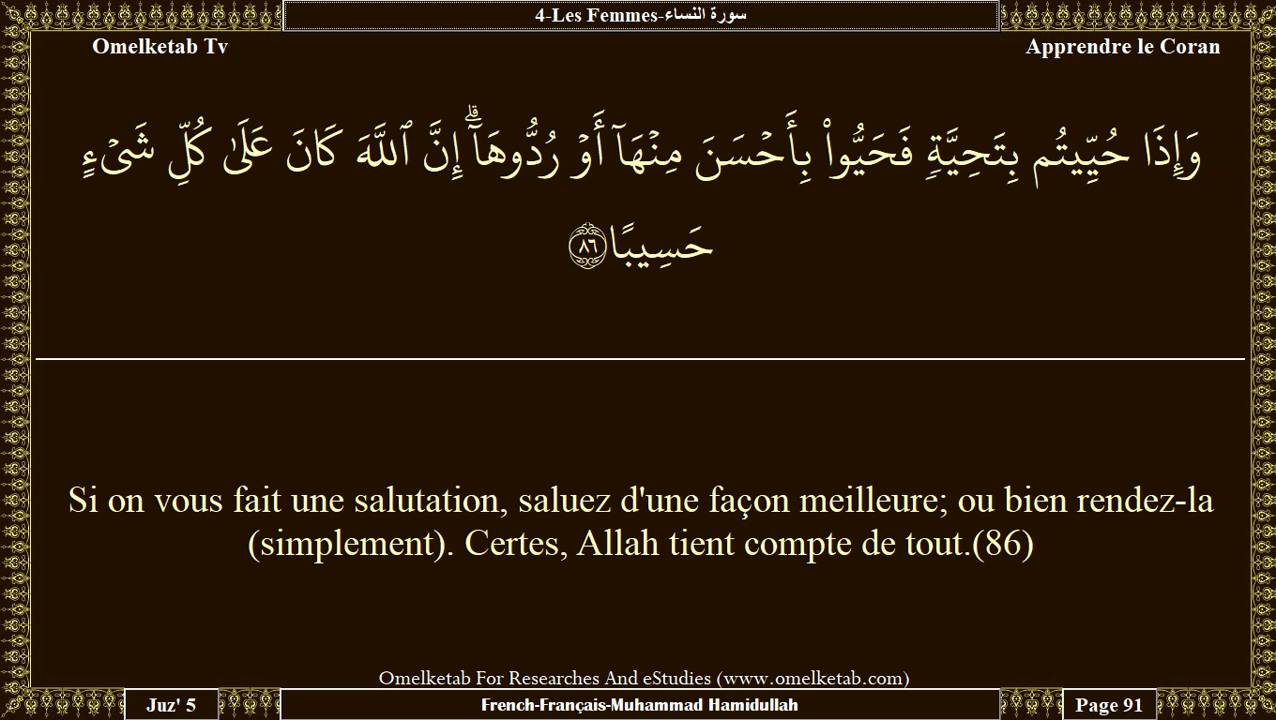 4-Les Femmes-سورة النساء
Omelketab Tv
Apprendre le Coran
وَإِذَا حُيِّيتُم بِتَحِيَّةٍ فَحَيُّوا۟ بِأَحْسَنَ مِنْهَآ أَوْ رُدُّوهَآ ۗ إِنَّ ٱللَّهَ كَانَ عَلَىٰ كُلِّ شَىْءٍ
حَسِيبًا ٨٦
Si on vous fait une salutation, saluez d'une façon meilleure; ou bien rendez-la
(simplement). Certes, Allah tient compte de tout.(86)
Omelketab For Researches And eStudies (www.omelketab.com)
Juz' 5
French-Français-Muhammad Hamidullah
Page 91